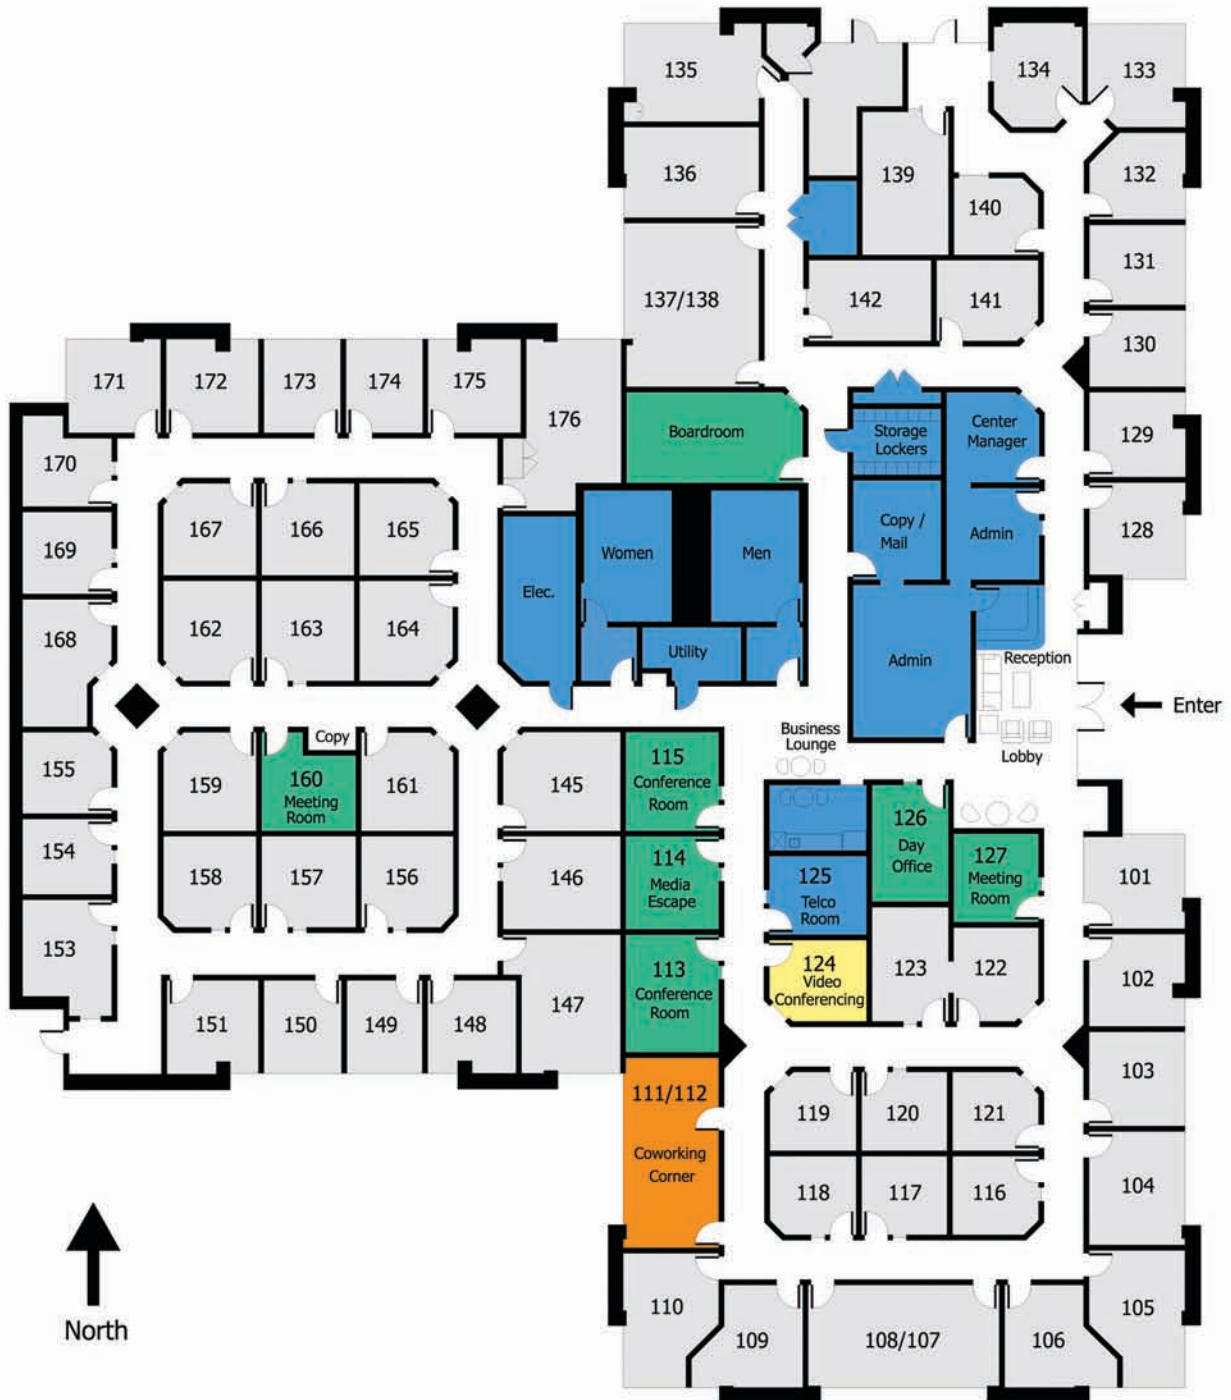 135
134
133
136
139
132
140
131
137/138
142
141
130
171
172
173
174
175
176
Boardroom
Storage
Lockers
Center
Manager
129
170
167
166
165
Copy /
Mail
Admin
128
169
Women
Men
Elec.
168
162
163
164
Utility
Admin
Reception
Enter
Copy
Business
Lounge
Lobby
155
159
160
Meeting
Room
161
145
115
Conference
Room
126
Day
Office
154
158
157
156
146
114
Media
Escape
125
Telco
Room
127
Meeting
Room
101
153
147
113
Conference
Room
124
Video
Conferencing
123
122
102
151
150
149
148
103
111/112
Coworking
Corner
119
120
121
118
117
116
104
North
110
109
108/107
106
105